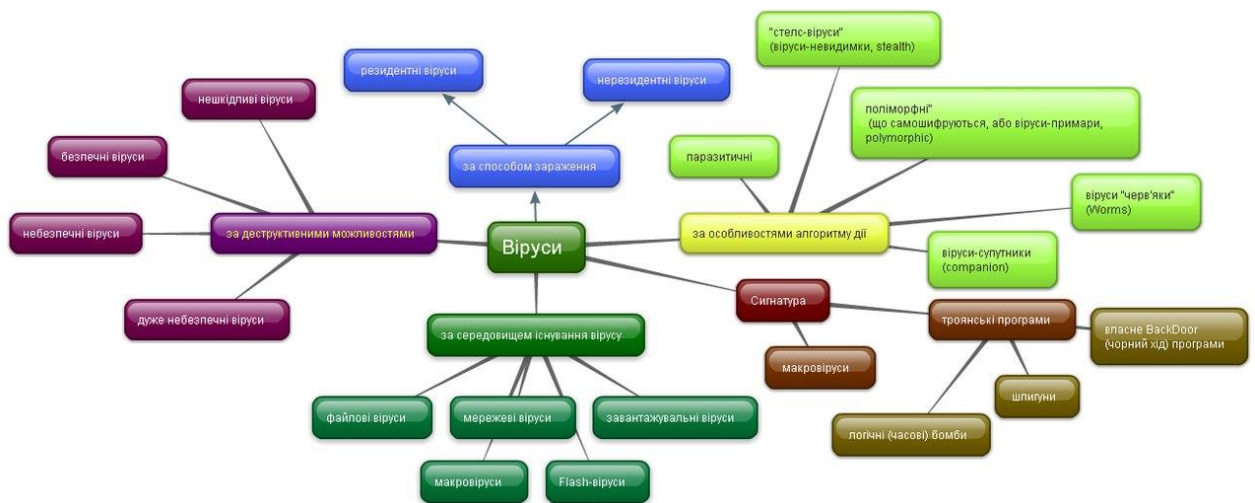 "стелс-віруси"
(віруси-невидимки, stealth)
резидентні віруси
нерезидентні віруси
нешкідливі віруси
поліморфні"
(що самошифруються, або віруси-примари,
polymorphic)
безпечні віруси
паразитичні
за способом зараження
віруси "черв'яки"
(Worms)
небезпечні віруси
за деструктивними можливостями
Віруси
за особливостями алгоритму дії
віруси-супутники
(companion)
Сигнатура
дуже небезпечні віруси
за середовищем існування вірусу
троянські програми
власне BackDoor
(чорний хід) програми
макровіруси
шпигуни
файлові віруси
мережеві віруси
завантажувальні віруси
логічні (часові) бомби
макровіруси
Flash-віруси